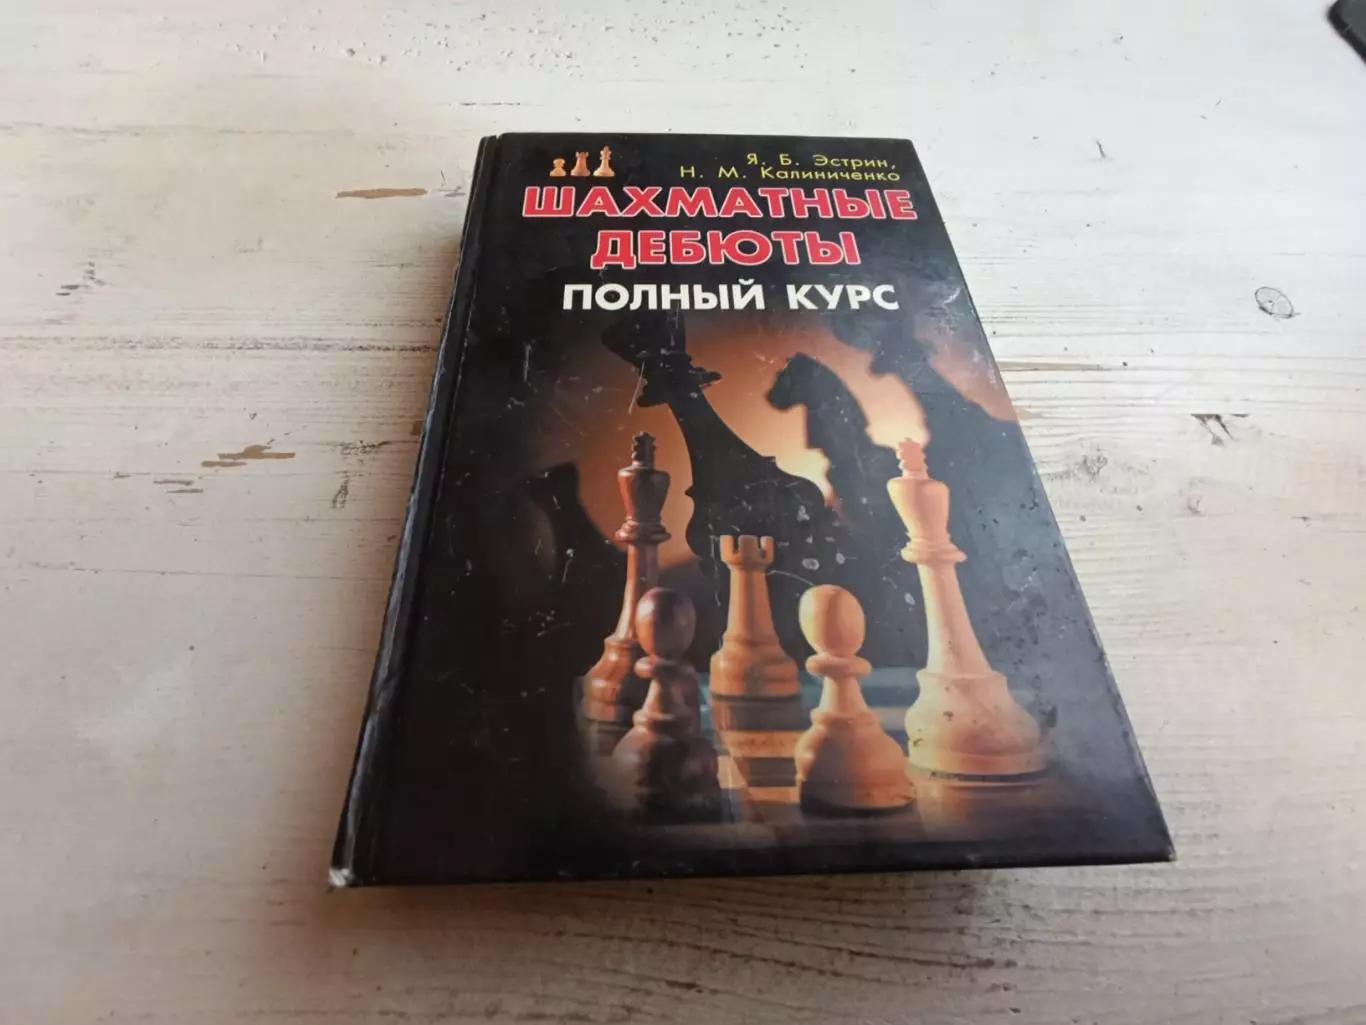 Я. Б. Эстрин,
Н. М. Калиниченко
ШАХМАТНЫЕ
ДЕБЮТЫ
ПОЛНЫЙ КУРС